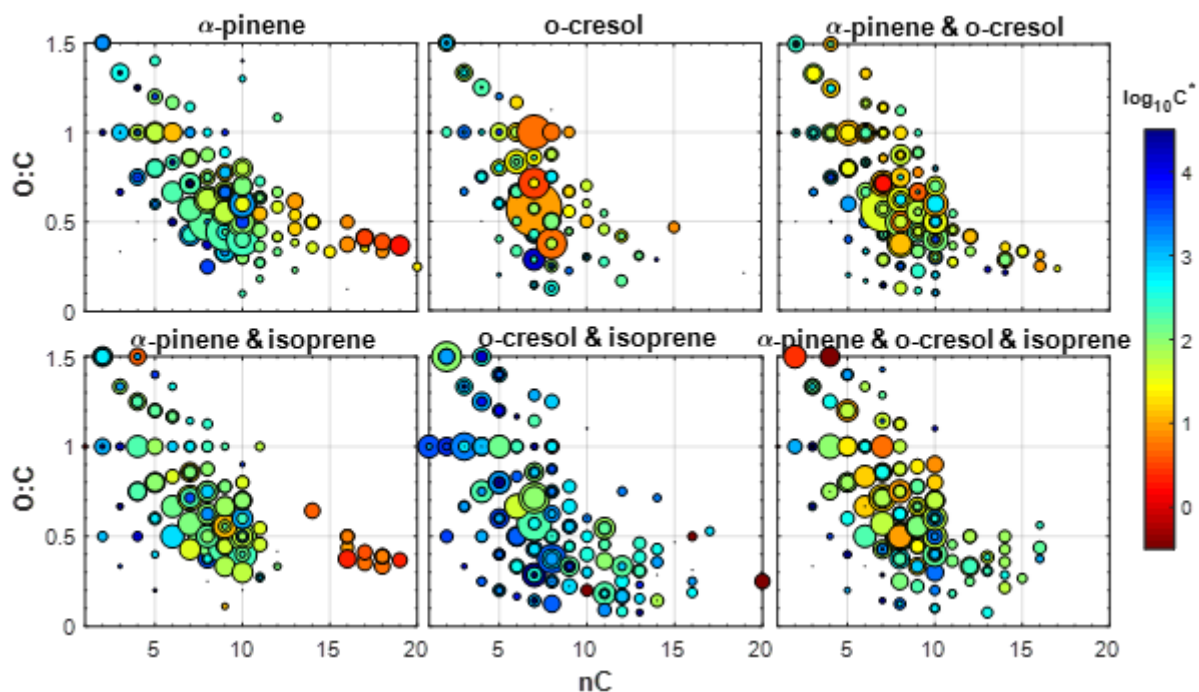 α-pinene
o-cresol
α-pinene & o-cresol
log10C*
1.5
1
0.5
0
O:C
4
3
2
1
0
α-pinene & isoprene
o-cresol & isoprene
α-pinene & o-cresol & isoprene
1.5
1
0.5
0
O:C
5
10
15
20
5
10
15
20
5
10
15
20
nC